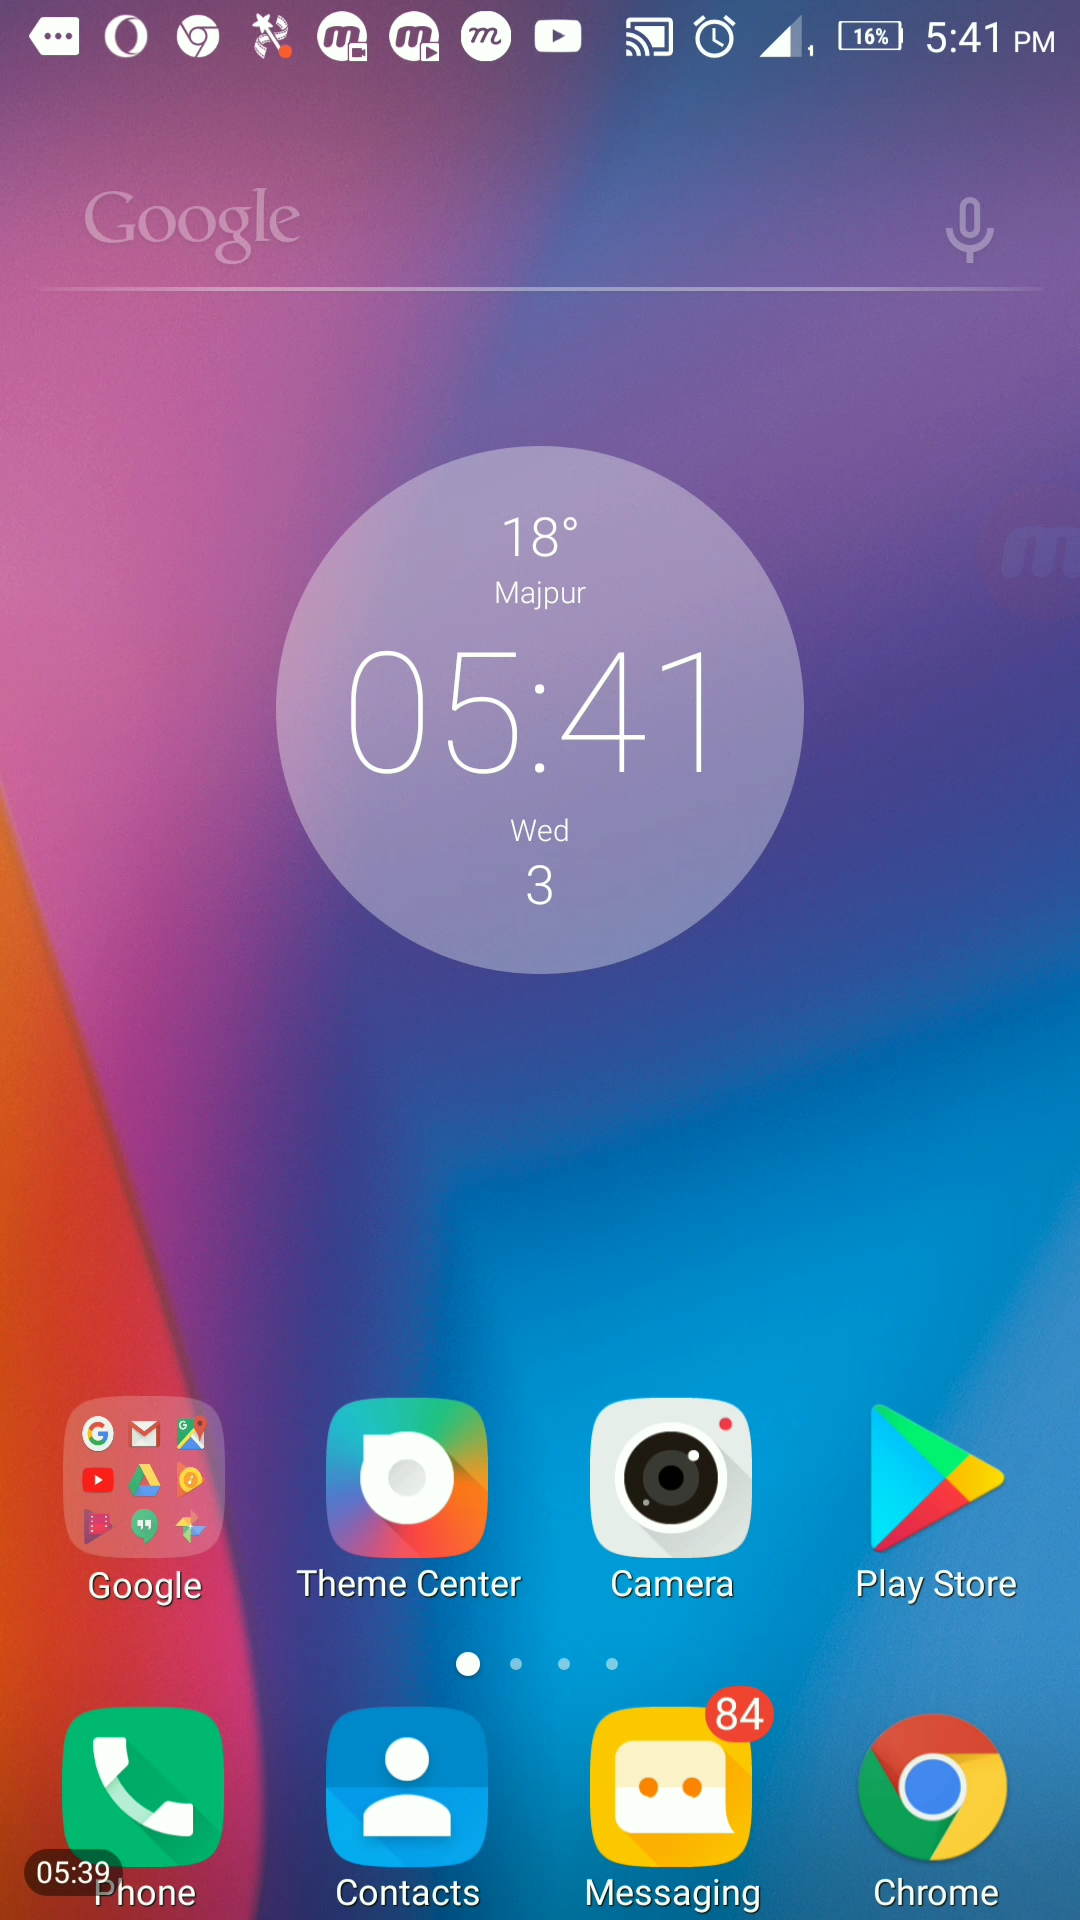 16% 5:41 PM
Google
18°
Majpur
05:41
Wed
3
Google Theme Center Camera Play Store
84
05:39
Phone Contacts Messaging Chrome